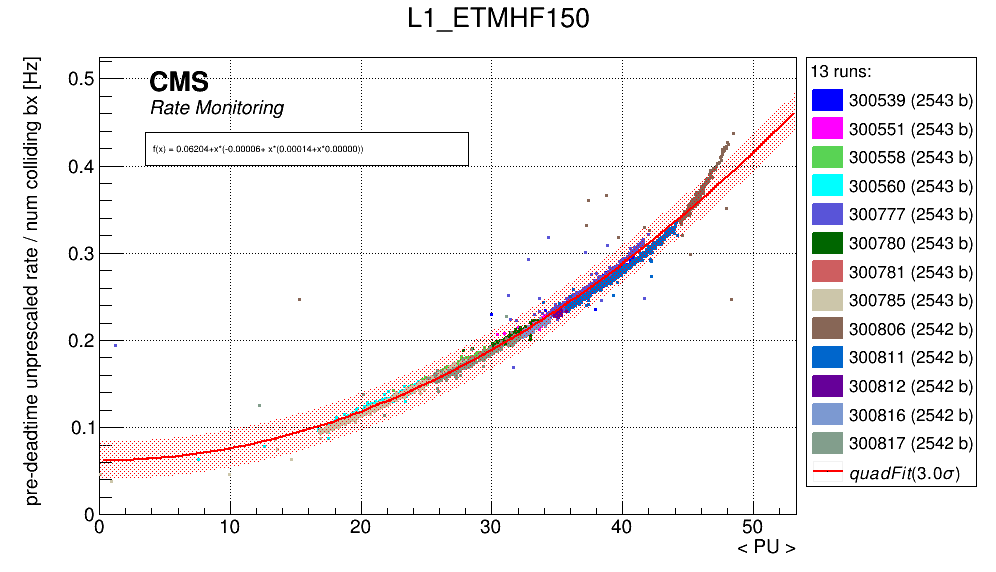 L1_ETMHF150
pre-deadtime unprescaled rate / num colliding bx [Hz]
CMS
Rate Monitoring
f(x) = 0.06204+x*(-0.00006+ x*(0.00014+x*0.00000))
0.5
0.4
0.3
0.2
0.1
0
0 10 20 30 40 50
< PU >
13 runs:
300539 (2543 b)
300551 (2543 b)
300558 (2543 b)
300560 (2543 b)
300777 (2543 b)
300780 (2543 b)
300781 (2543 b)
300785 (2543 b)
300806 (2542 b)
300811 (2542 b)
300812 (2542 b)
300816 (2542 b)
300817 (2542 b)
quadFit(3.0σ)